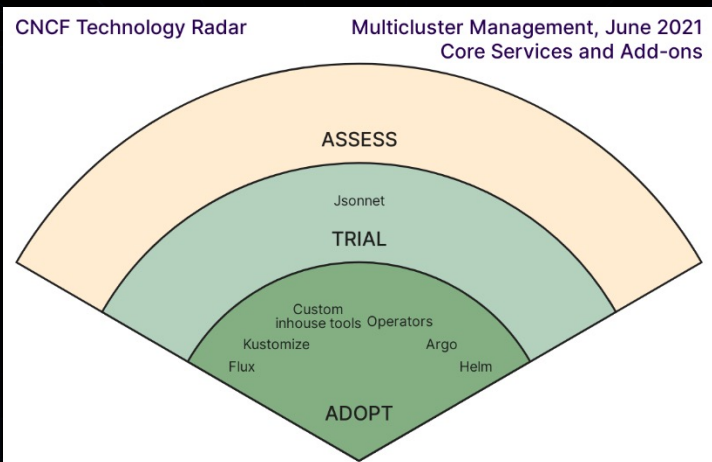 CNCF Technology Radar
Multicluster Management, June 2021
Core Services and Add-ons
ASSESS
Jsonnet
TRIAL
Custom
inhouse tools
Operators
Kustomize
Argo
Flux
Helm
ADOPT